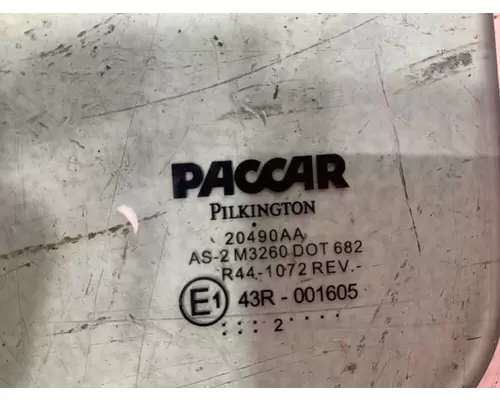 PACCAR
PILKINGTON
20490AA
AS-2 M3260 DOT 682
R44-1072 REV.-
E1 43R - 001605
2